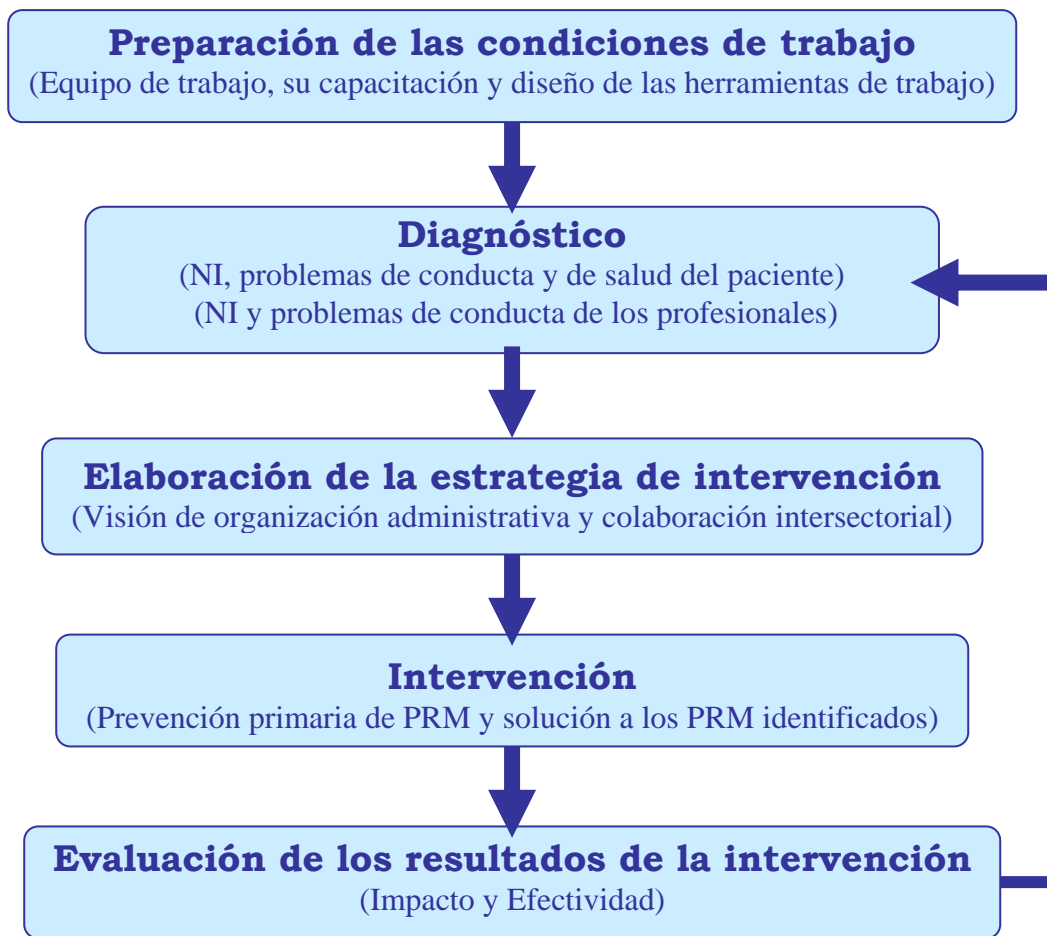 Preparación de las condiciones de trabajo
(Equipo de trabajo, su capacitación y diseño de las herramientas de trabajo)
Diagnóstico
(NI, problemas de conducta y de salud del paciente)
(NI y problemas de conducta de los profesionales)
Elaboración de la estrategia de intervención
(Visión de organización administrativa y colaboración intersectorial)
Intervención
(Prevención primaria de PRM y solución a los PRM identificados)
Evaluación de los resultados de la intervención
(Impacto y Efectividad)